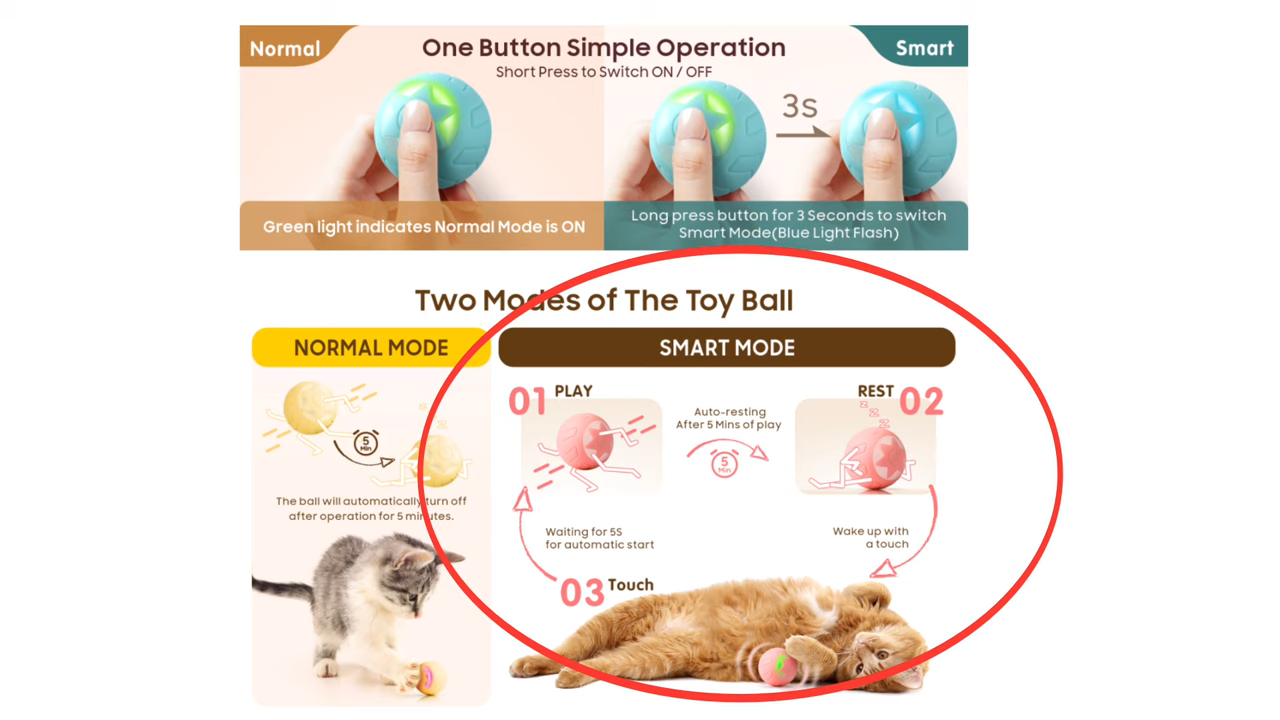 Normal
One Button Simple Operation
Smart
Short Press to Switch ON / OFF
3s
Green light indicates Normal Mode is ON
Long press button for 3 Seconds to switch
Smart Mode(Blue Light Flash)
Two Modes of The Toy Ball
NORMAL MODE
5
Min
The ball will automatically turn off
after operation for 5 minutes.
SMART MODE
01 PLAY
Auto-resting
After 5 Mins of play
5
Min
REST 02
z z z
Wake up with
a touch
03 Touch
Waiting for 5S
for automatic start